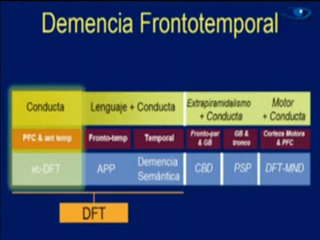 Demencia Frontotemporal
Conducta
Lenguaje + Conducta
Extrapiramidalismo
+ Conducta
Motor
+ Conducta
PFC & ant temp
Fronto-temp
Temporal
Fronto-par
& GB
GB &
tronco
Corteza Motora
& PFC
vc-DFT
APP
Demencia
Semántica
CBD
PSP
DFT-MND
DFT